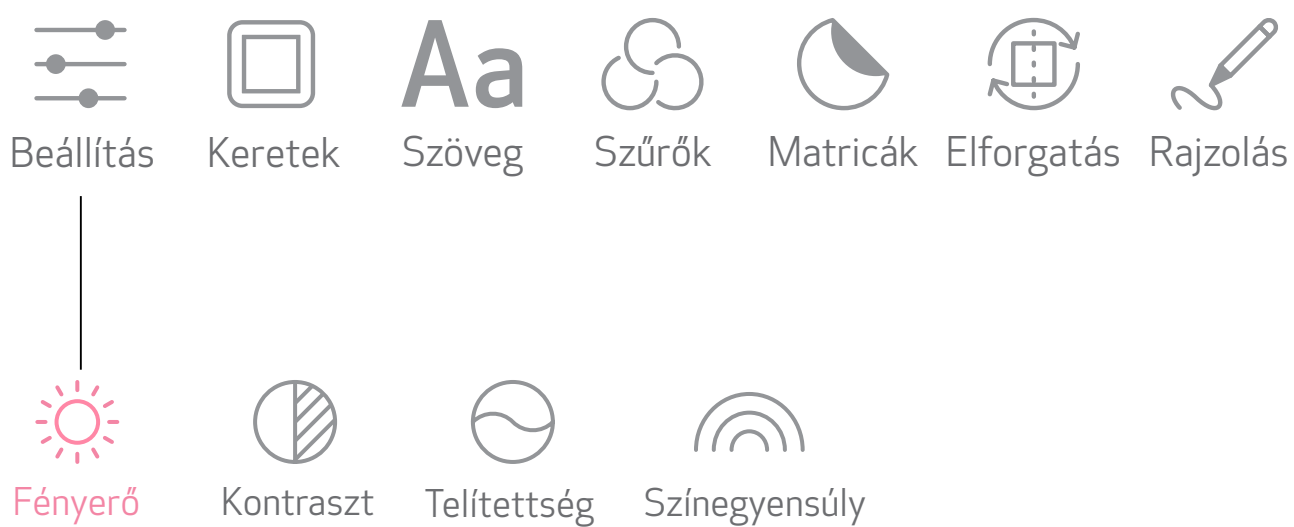 Aa
Beállítás Keretek Szöveg Szűrők Matricák Elforgatás Rajzolás
Fényerő Kontraszt Telítettség Színegyensúly